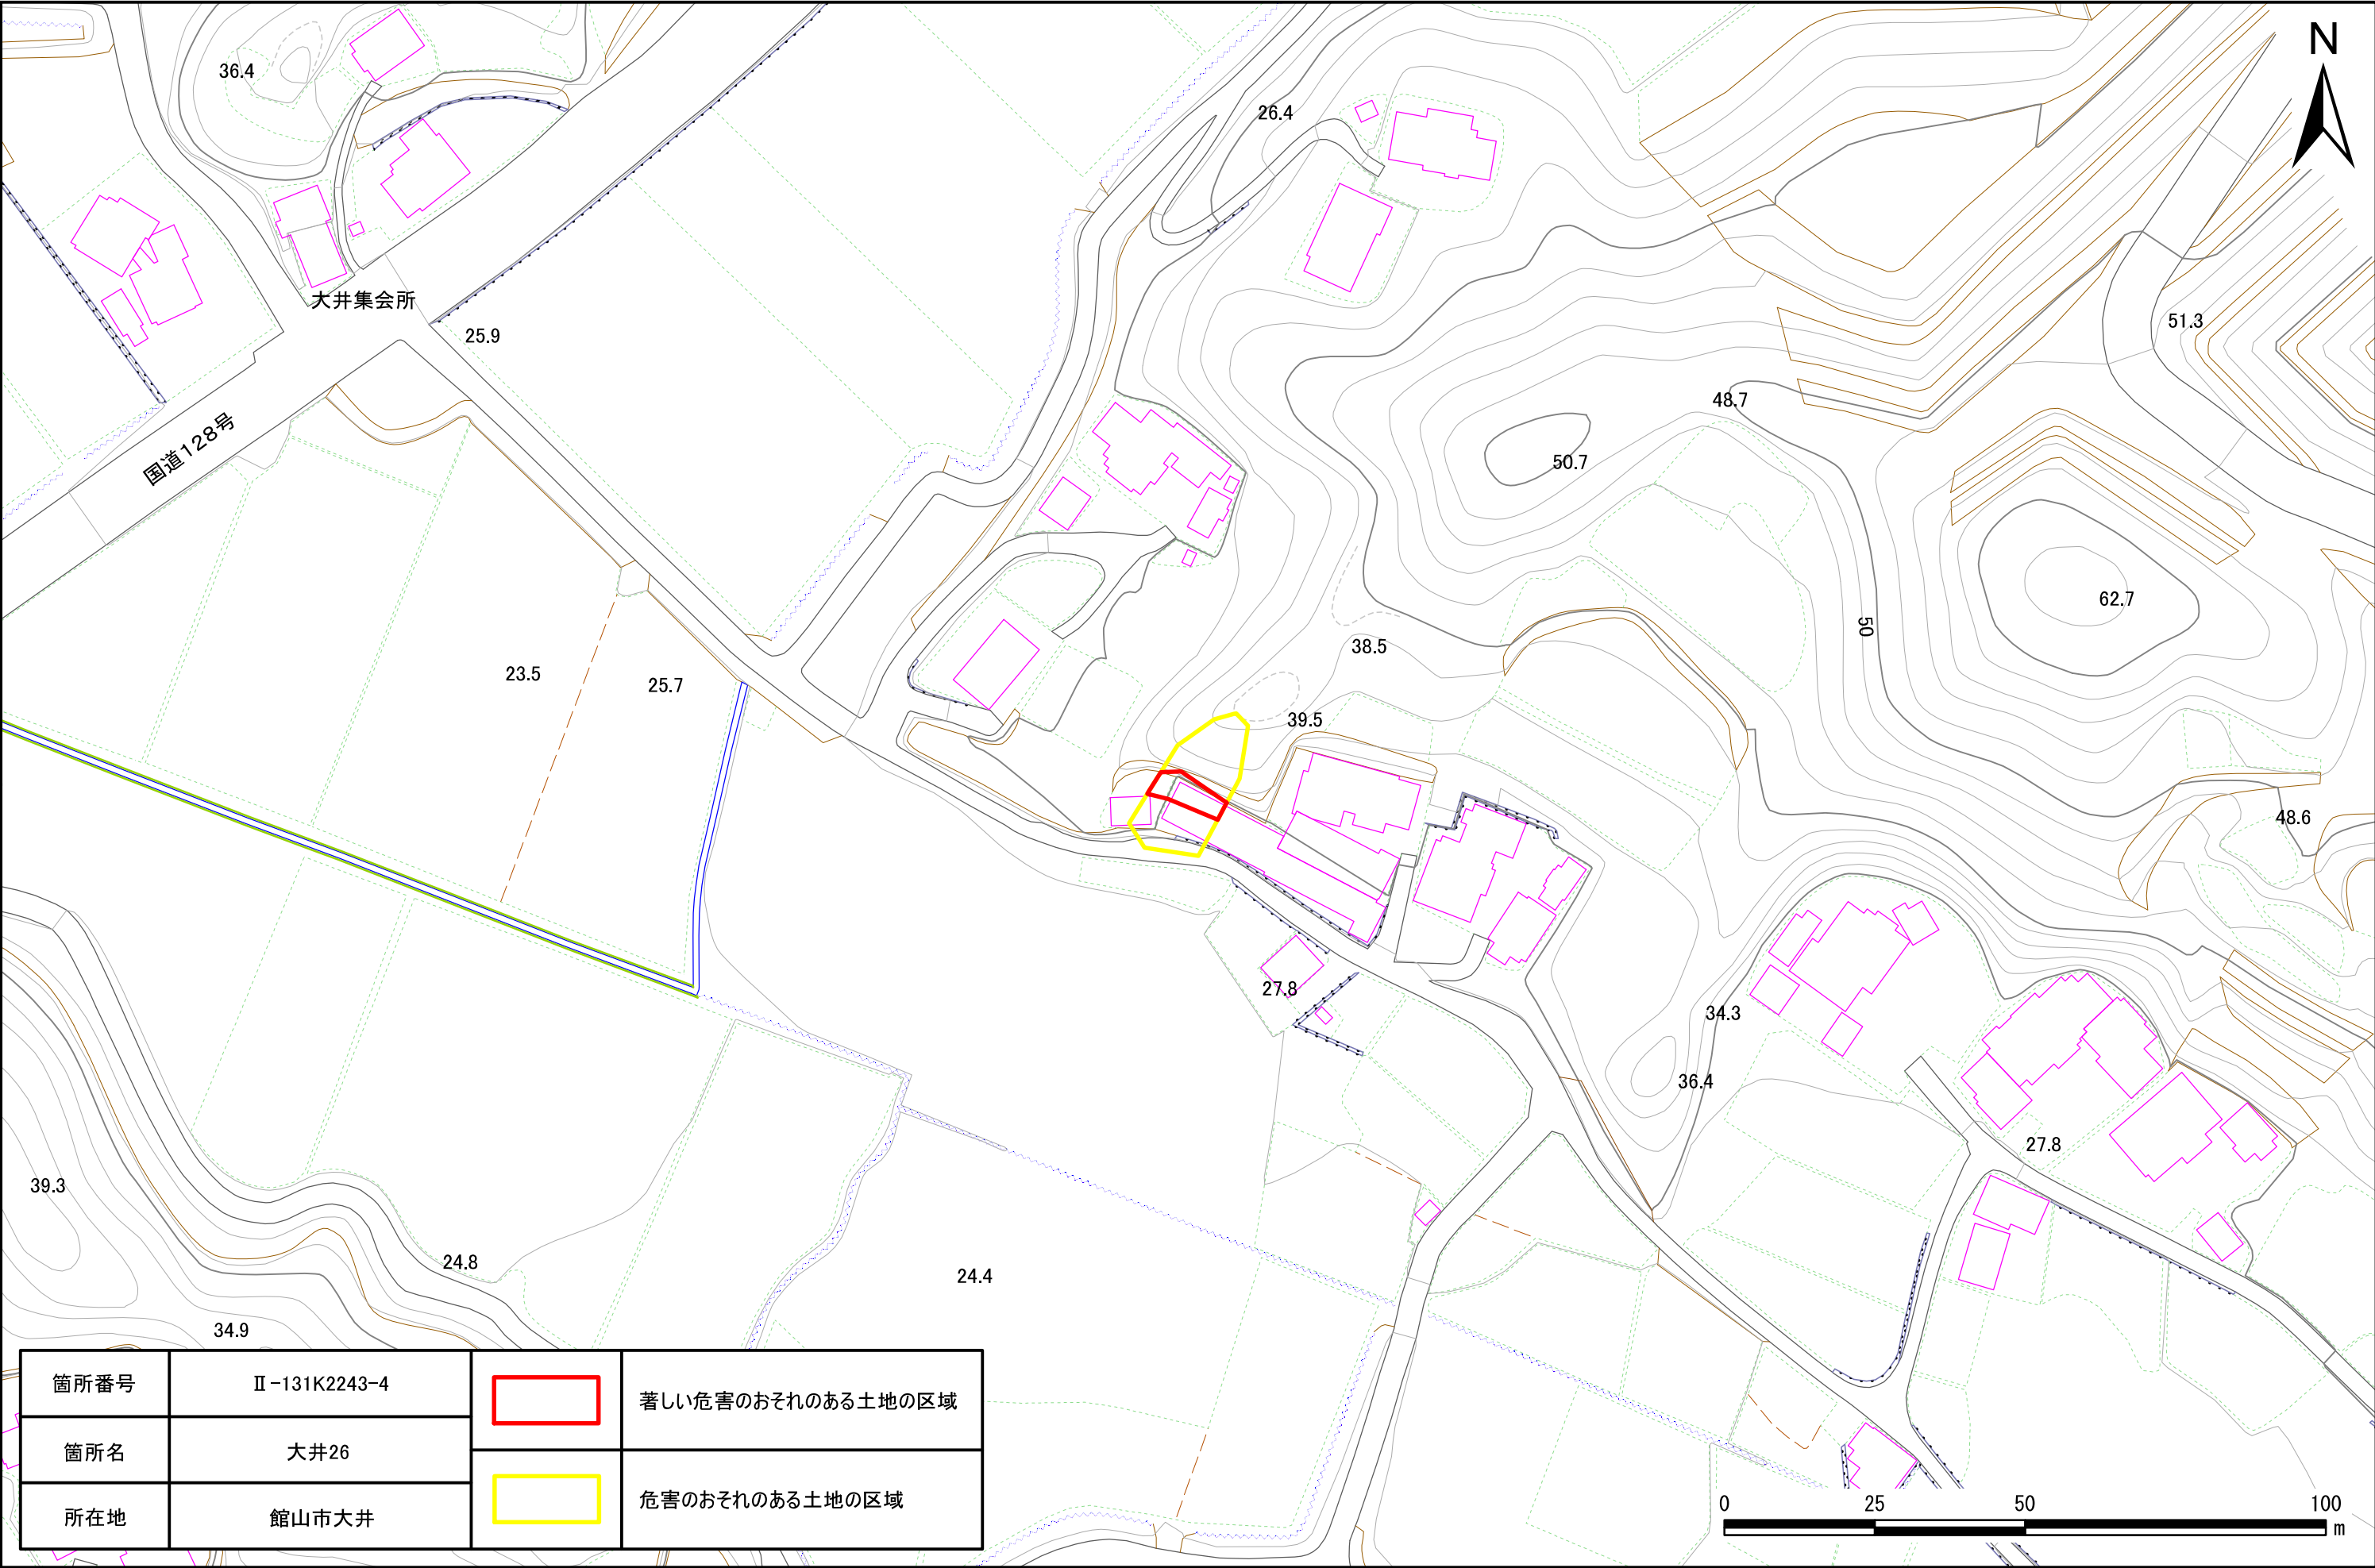 N
36.4
26.4
大井集会所
25.9
51.3
48.7
国道128号
50.7
50
62.7
38.5
23.5
25.7
39.5
48.6
27.8
34.3
36.4
27.8
39.3
24.8
24.4
34.9
箇所番号 Ⅱ-131K2243-4
著しい危害のおそれのある土地の区域
箇所名 大井26
危害のおそれのある土地の区域
所在地 館山市大井
0 25 50 100
m